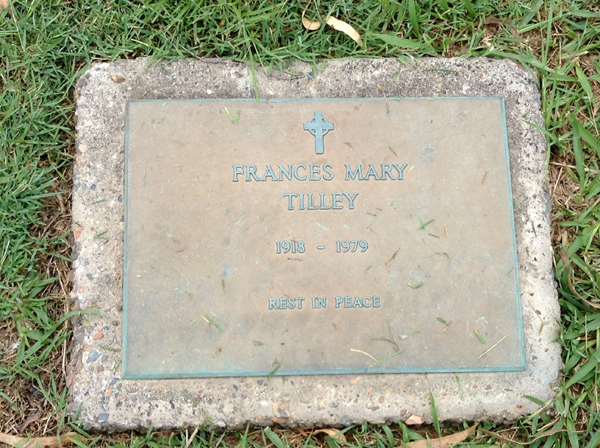 FRANCES MARY
TILLEY
1918 - 1979
REST IN PEACE